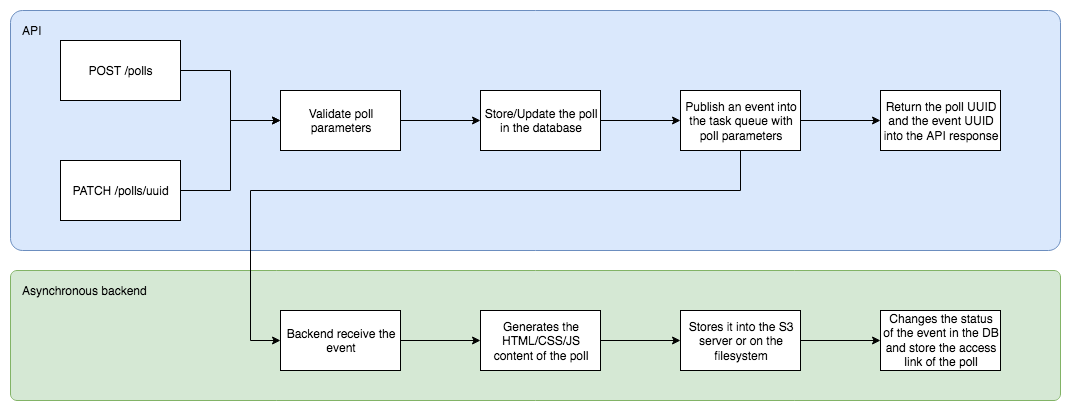 API
POST /polls
PATCH /polls/uuid
Validate poll
parameters
Store/Update the poll
in the database
Publish an event into
the task queue with
poll parameters
Return the poll UUID
and the event UUID
into the API response
Asynchronous backend
Backend receive the
event
Generates the
HTML/CSS/JS
content of the poll
Stores it into the S3
server or on the
filesystem
Changes the status
of the event in the DB
and store the access
link of the poll